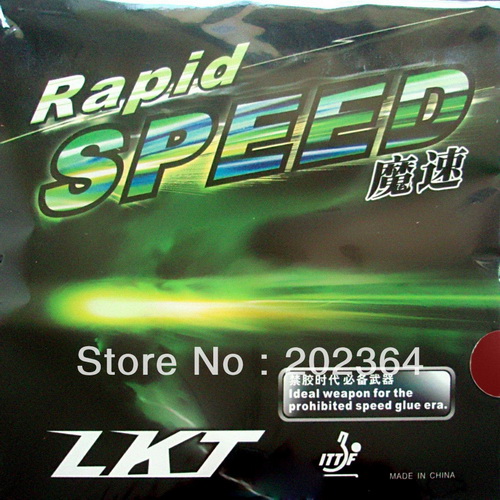 Rapid
SPEED
魔速
Store No : 202364
禁胶时代 必备武器
Ideal weapon for the
prohibited speed glue era.
LKT
ITTF
MADE IN CHINA